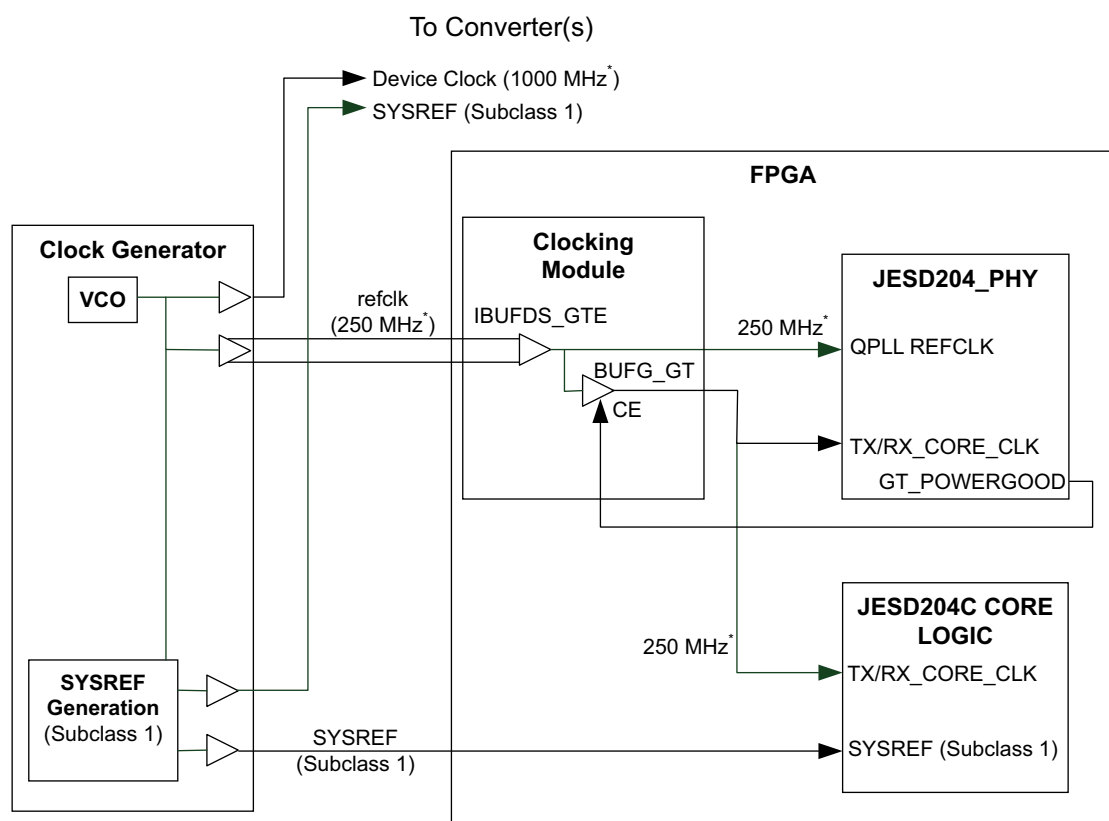 To Converter(s)
Device Clock (1000 MHz*)
SYSREF (Subclass 1)
FPGA
Clock Generator
VCO
refclk
(250 MHz*)
Clocking
Module
IBUFDS_GTE
BUFG_GT
CE
250 MHz*
JESD204_PHY
QPLL REFCLK
TX/RX_CORE_CLK
GT_POWERGOOD
250 MHz*
JESD204C CORE
LOGIC
TX/RX_CORE_CLK
SYSREF (Subclass 1)
SYSREF
Generation
(Subclass 1)
SYSREF
(Subclass 1)